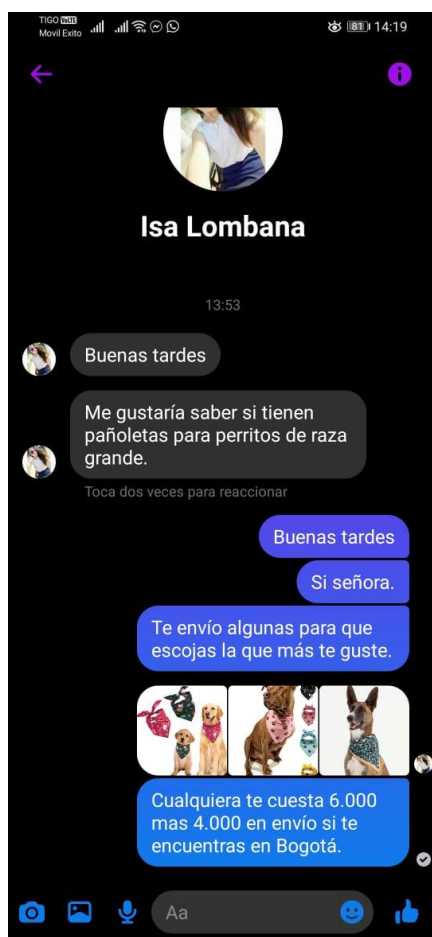 TIGO VoLTE
Movil Exito
81 14:19
Isa Lombana
13:53
Buenas tardes
Me gustaría saber si tienen
pañoletas para perritos de raza
grande.
Toca dos veces para reaccionar
Buenas tardes
Si señora.
Te envío algunas para que
escojas la que más te guste.
Cualquiera te cuesta 6.000
mas 4.000 en envío si te
encuentras en Bogotá.
Aa